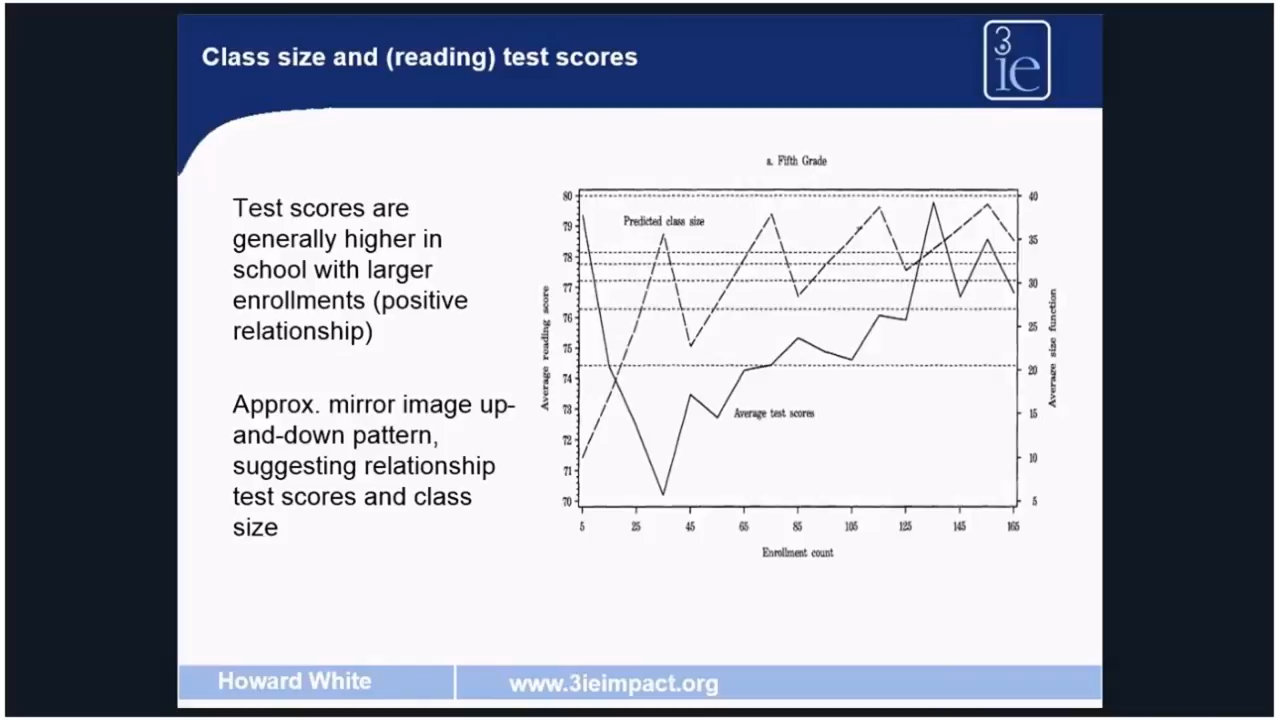 Class size and (reading) test scores
3
ie
Test scores are
generally higher in
school with larger
enrollments (positive
relationship)
Approx. mirror image up-
and-down pattern,
suggesting relationship
test scores and class
size
a. Fifth Grade
Predicted class size
Average test scores
Average reading score
80
79
78
77
76
75
74
73
72
71
70
40
35
30
25
20
15
10
5
Average size function
5 25 45 65 85 105 125 145 165
Enrollment count
Howard White
www.3ieimpact.org